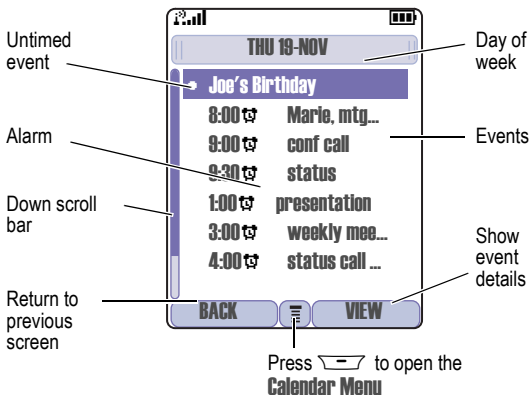 THU 19-NOV
Untimed event
Day of week
Joe's Birthday
8:00 Marie, mtg...
Events
Alarm
9:00 conf call
9:30 status
1:00 presentation
Down scroll bar
3:00 weekly mee...
4:00 status call ...
Show event details
Return to previous screen
BACK
VIEW
Press to open the
Calendar Menu